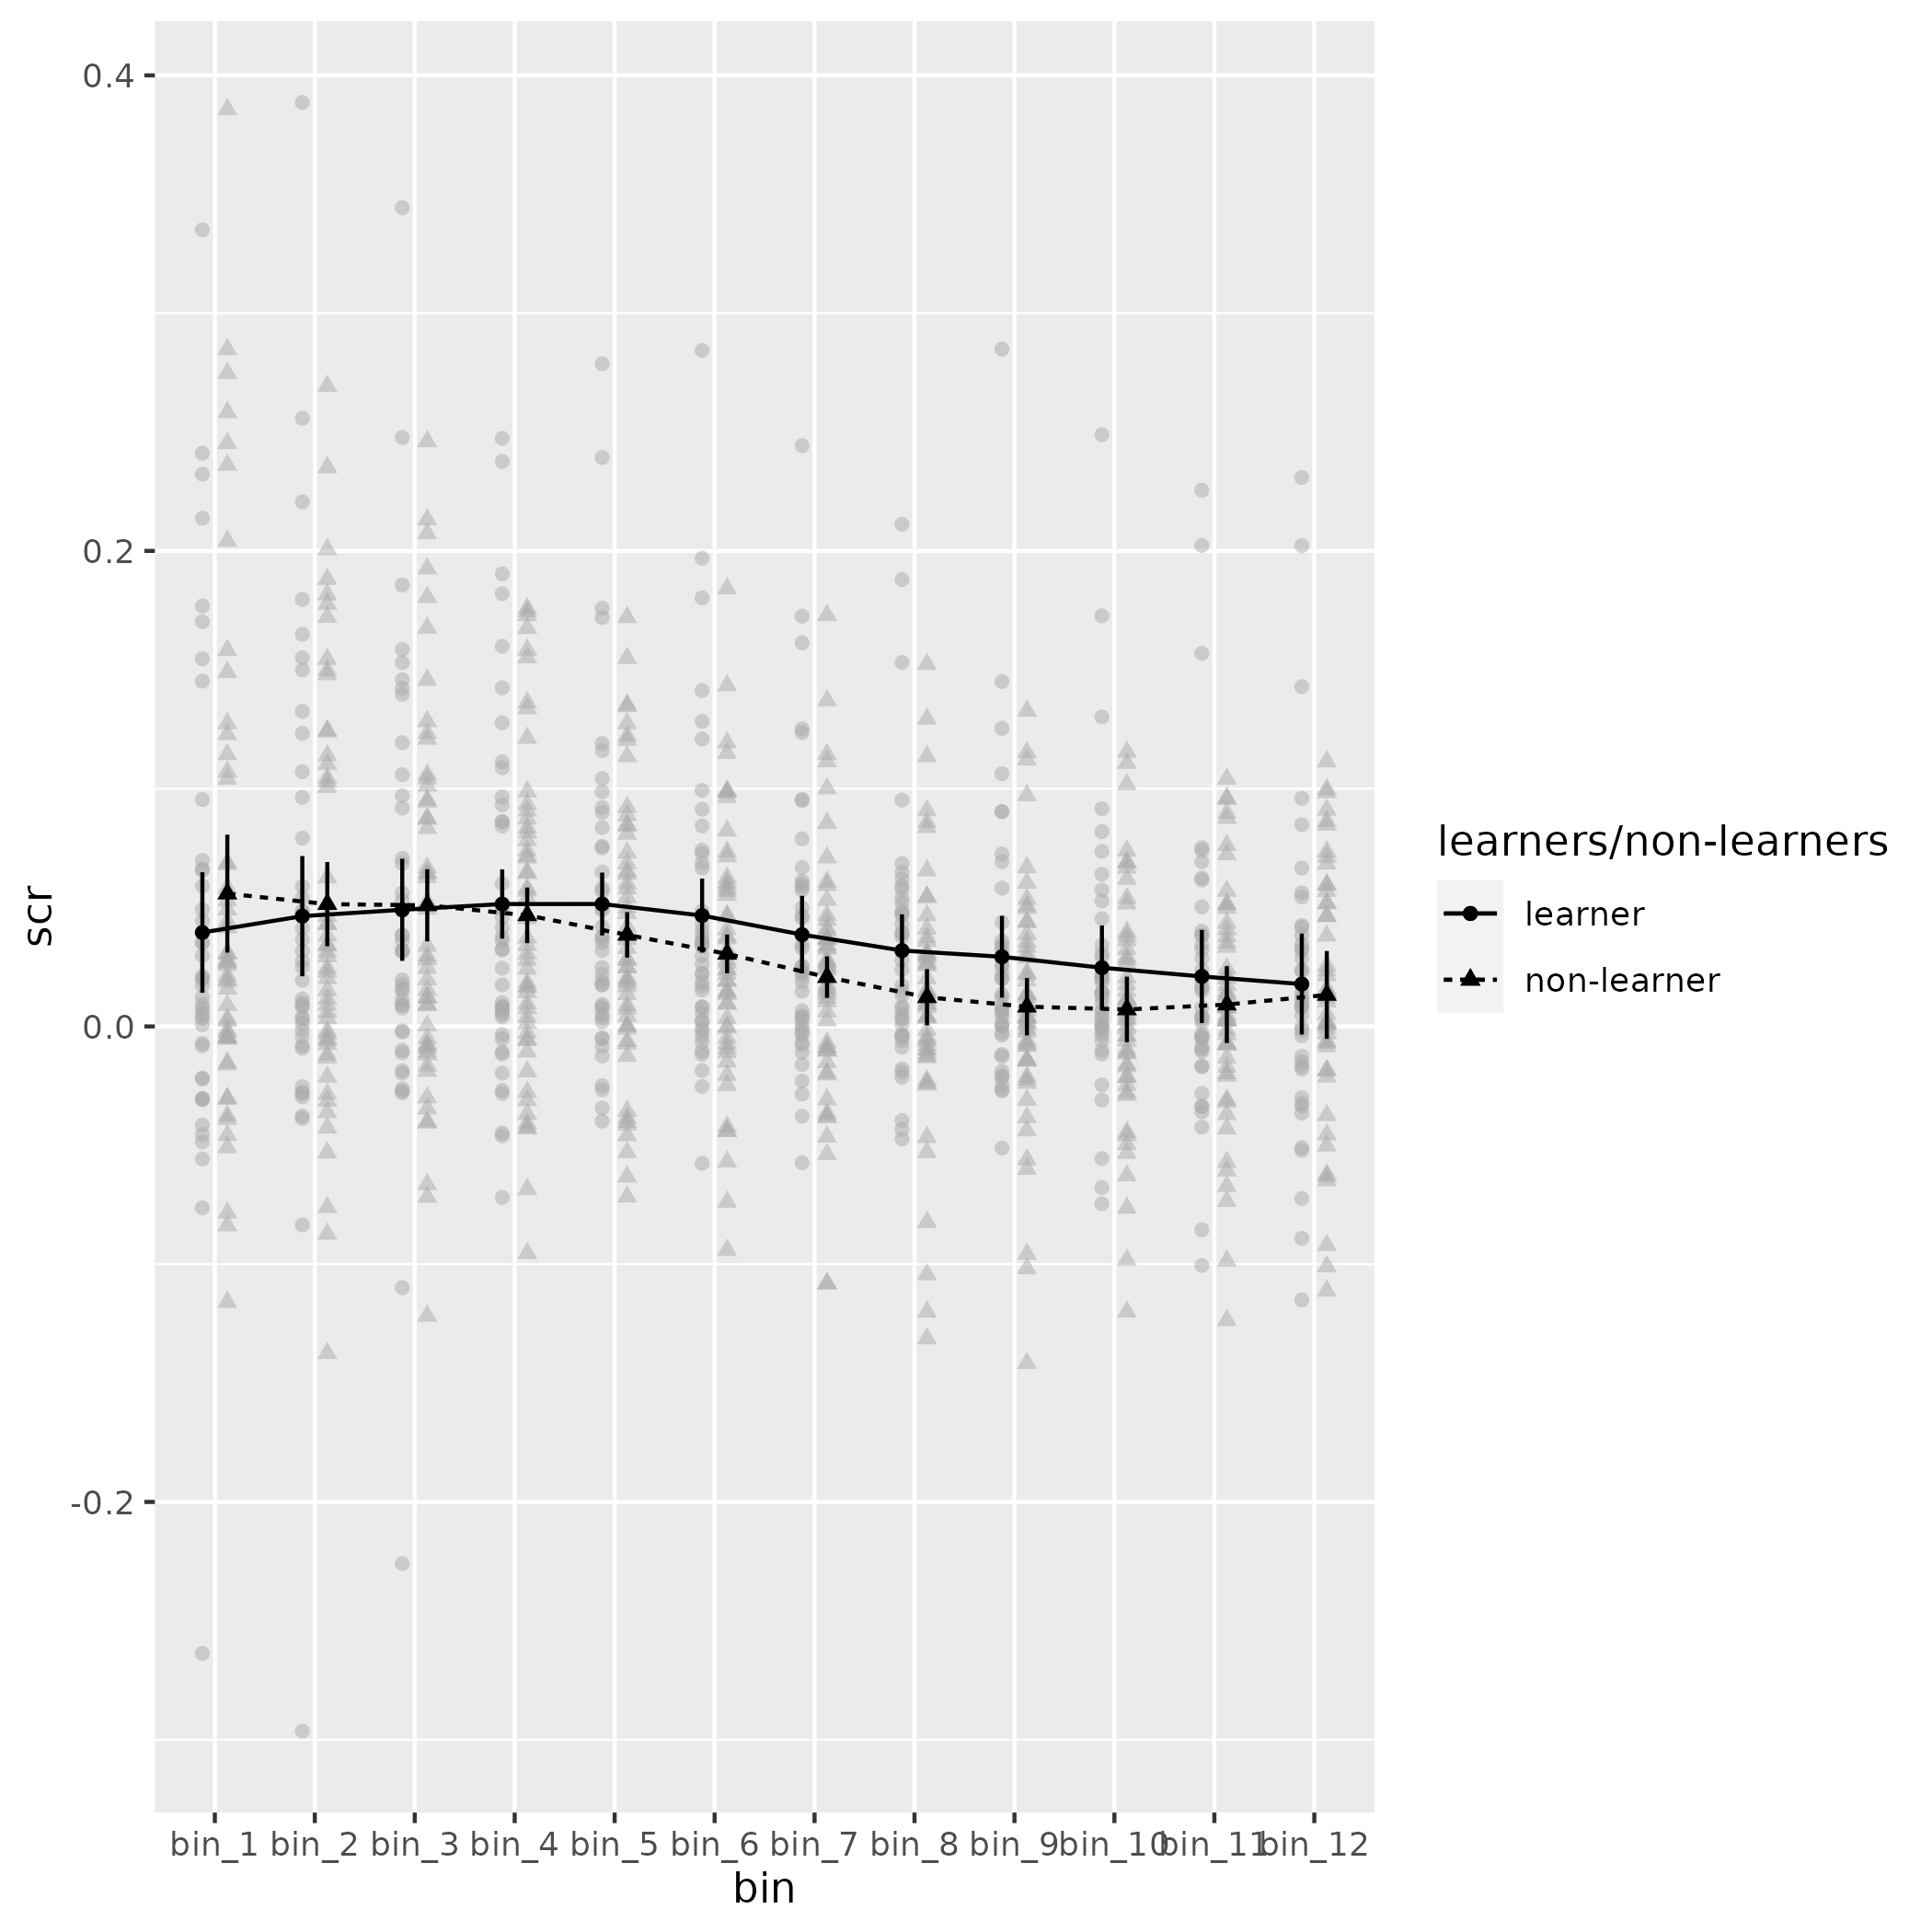 scr
0.4
0.2
0.0
-0.2
bin_1 bin_2 bin_3 bin_4 bin_5 bin_6 bin_7 bin_8 bin_9 bin_10 bin_11 bin_12
bin
learners/non-learners
learner
non-learner